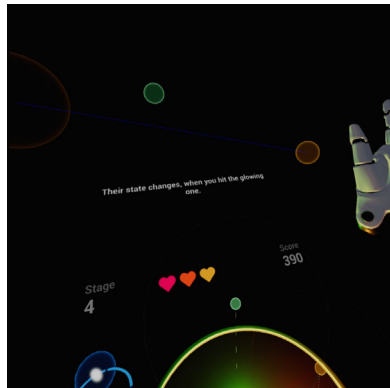 Their state changes, when you hit the glowing
one.
Score
390
Stage
4